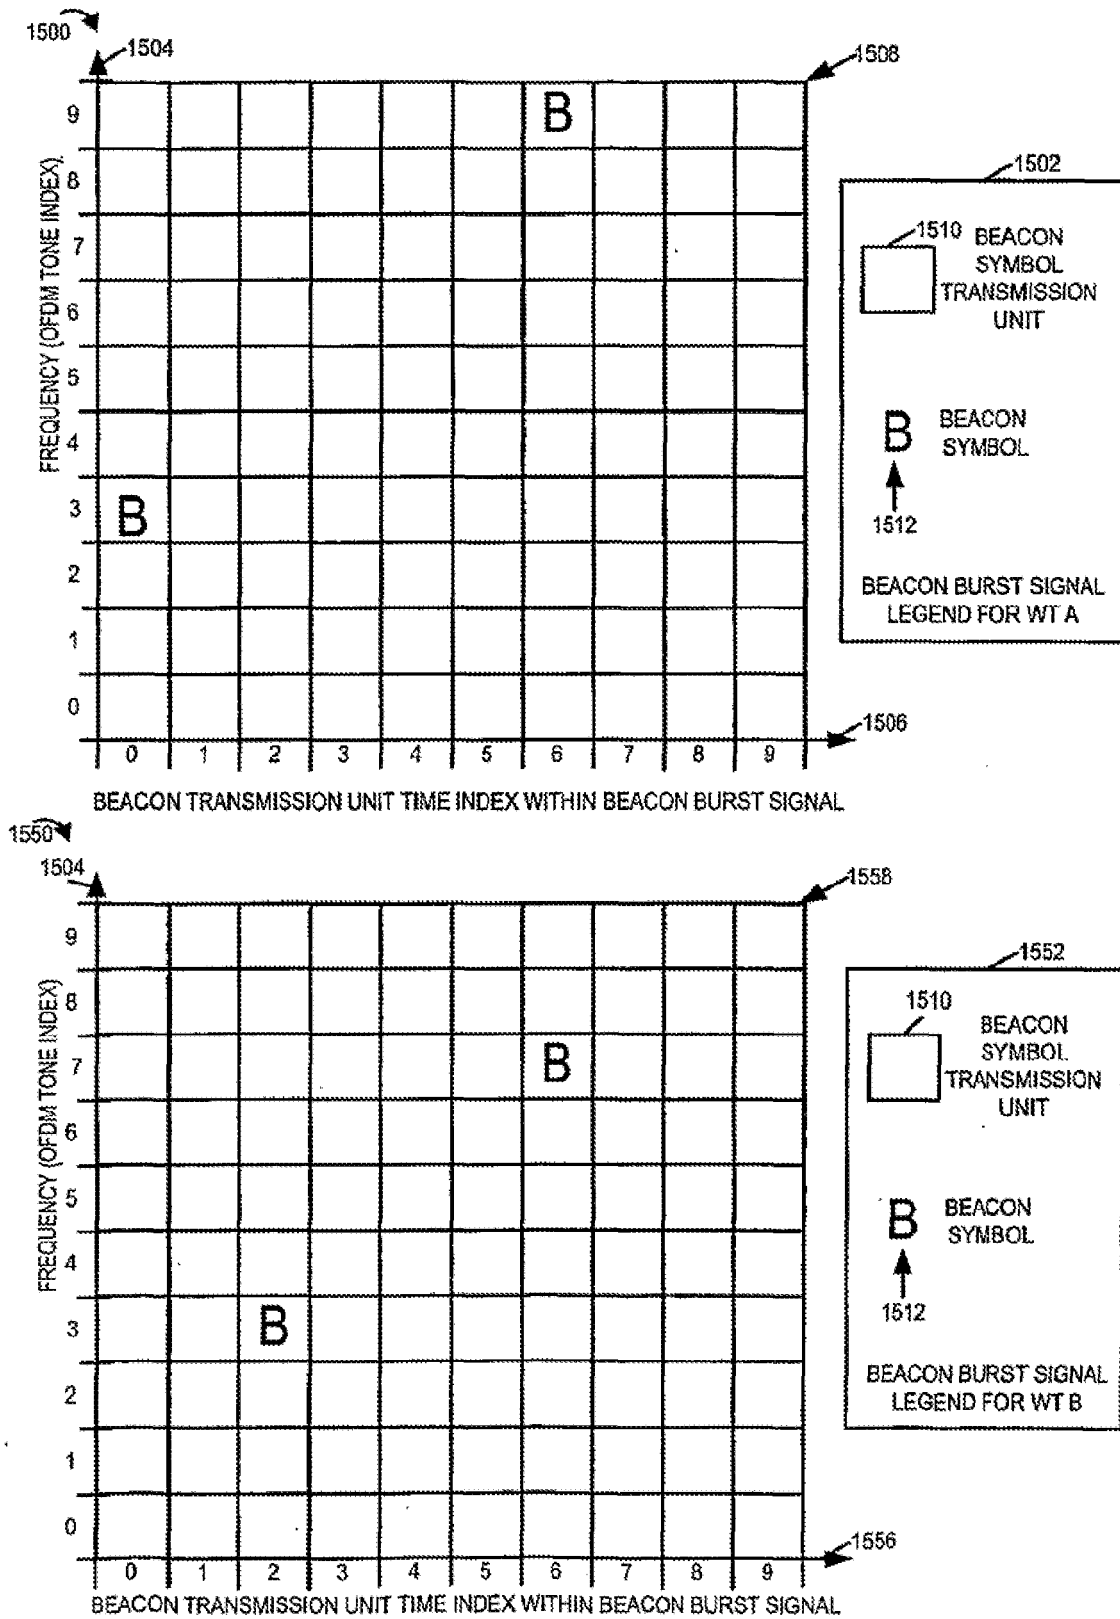 1500
1504
1508
9
B
8
7
6
5
4
3
B
2
1
0
FREQUENCY (OFDM TONE INDEX)
0 1 2 3 4 5 6 7 8 9
1506
BEACON TRANSMISSION UNIT TIME INDEX WITHIN BEACON BURST SIGNAL
1502
1510
BEACON
SYMBOL
TRANSMISSION
UNIT
B
BEACON
SYMBOL
1512
BEACON BURST SIGNAL
LEGEND FOR WT A
1550
1504
1558
9
8
7
B
6
5
4
3
B
2
1
0
FREQUENCY (OFDM TONE INDEX)
0 1 2 3 4 5 6 7 8 9
1556
BEACON TRANSMISSION UNIT TIME INDEX WITHIN BEACON BURST SIGNAL
1552
1510
BEACON
SYMBOL
TRANSMISSION
UNIT
B
BEACON
SYMBOL
1512
BEACON BURST SIGNAL
LEGEND FOR WT B